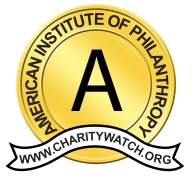 AMERICAN INSTITUTE OF PHILANTHROPY
A
WWW.CHARITYWATCH.ORG